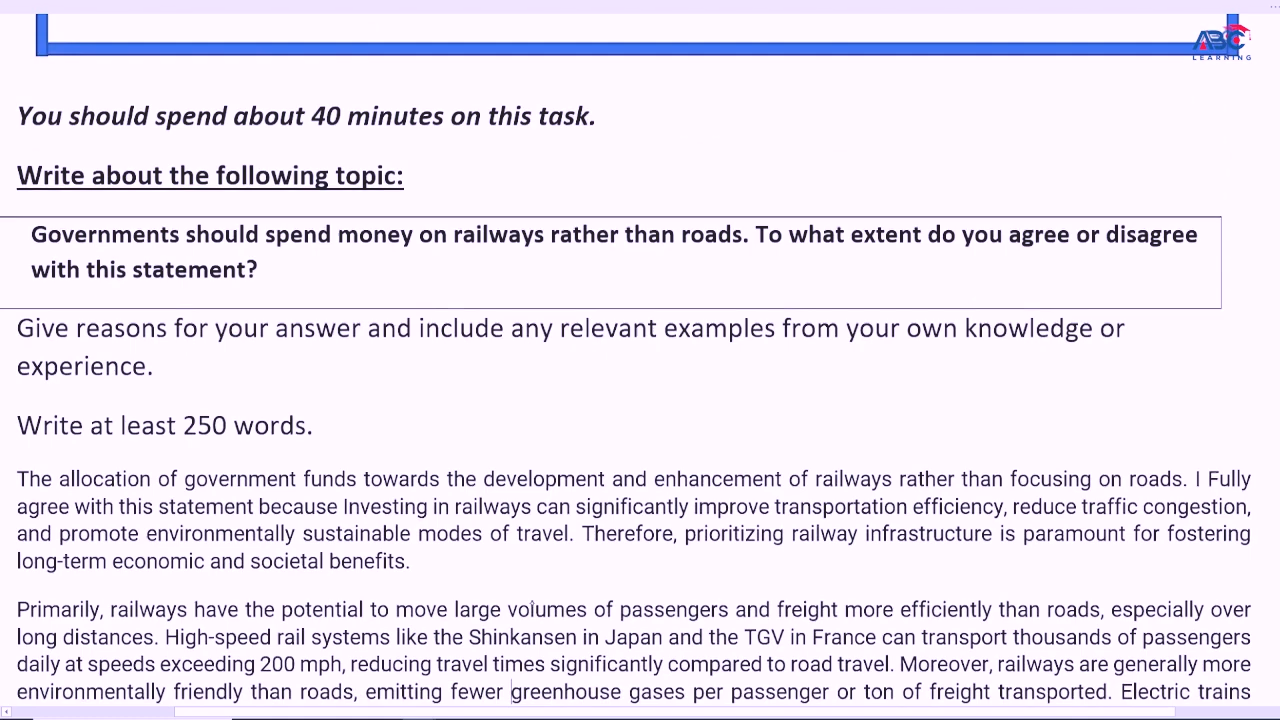 ABC
LEARNING
You should spend about 40 minutes on this task.
Write about the following topic:
Governments should spend money on railways rather than roads. To what extent do you agree or disagree
with this statement?
Give reasons for your answer and include any relevant examples from your own knowledge or
experience.
Write at least 250 words.
The allocation of government funds towards the development and enhancement of railways rather than focusing on roads. I Fully
agree with this statement because Investing in railways can significantly improve transportation efficiency, reduce traffic congestion,
and promote environmentally sustainable modes of travel. Therefore, prioritizing railway infrastructure is paramount for fostering
long-term economic and societal benefits.
Primarily, railways have the potential to move large volumes of passengers and freight more efficiently than roads, especially over
long distances. High-speed rail systems like the Shinkansen in Japan and the TGV in France can transport thousands of passengers
daily at speeds exceeding 200 mph, reducing travel times significantly compared to road travel. Moreover, railways are generally more
environmentally friendly than roads, emitting fewer greenhouse gases per passenger or ton of freight transported. Electric trains